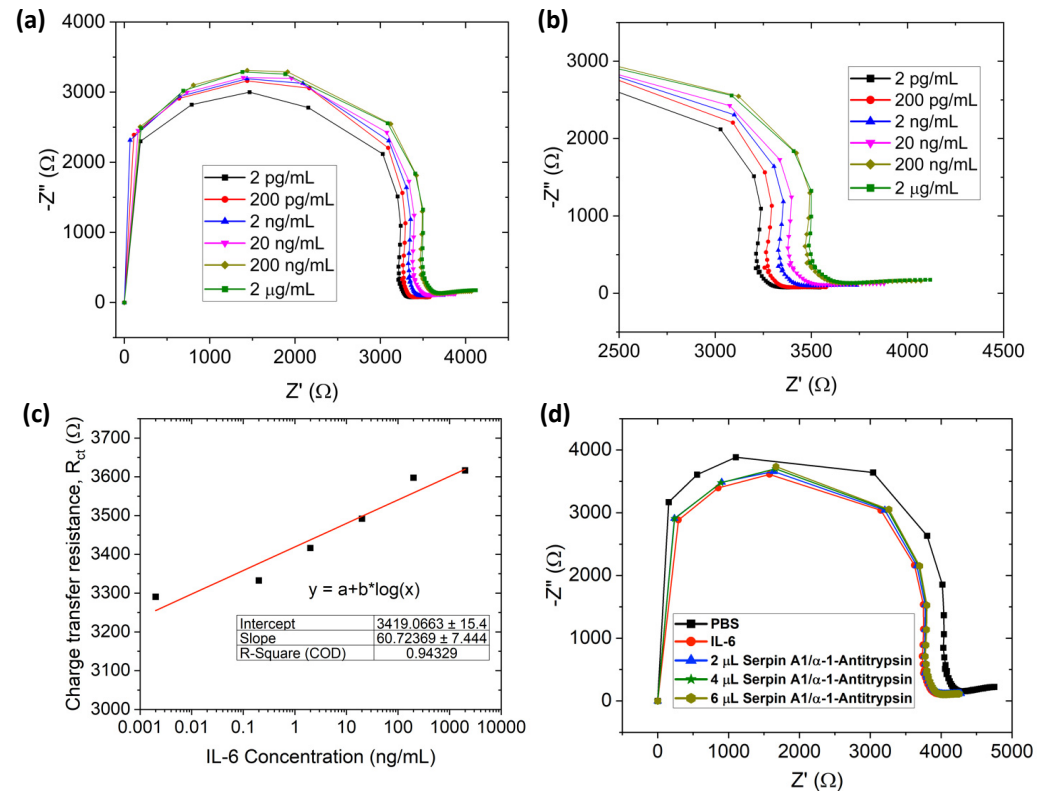 (a)
4000
3000
2000
1000
0
-Z'' (Ω)
2 pg/mL
200 pg/mL
2 ng/mL
20 ng/mL
200 ng/mL
2 μg/mL
0 1000 2000 3000 4000
Z' (Ω)
(b)
3000
2000
1000
0
-Z'' (Ω)
2 pg/mL
200 pg/mL
2 ng/mL
20 ng/mL
200 ng/mL
2 μg/mL
2500 3000 3500 4000 4500
Z' (Ω)
(c)
3700
3600
3500
3400
3300
3200
3100
3000
Charge transfer resistance, Rct (Ω)
y = a+b*log(x)
Intercept 3419.0663 ± 15.4
Slope 60.72369 ± 7.444
R-Square (COD) 0.94329
0.001 0.01 0.1 1 10 100 1000 10000
IL-6 Concentration (ng/mL)
(d)
4000
3000
2000
1000
0
-Z'' (Ω)
PBS
IL-6
2 μL Serpin A1/α-1-Antitrypsin
4 μL Serpin A1/α-1-Antitrypsin
6 μL Serpin A1/α-1-Antitrypsin
0 1000 2000 3000 4000 5000
Z' (Ω)